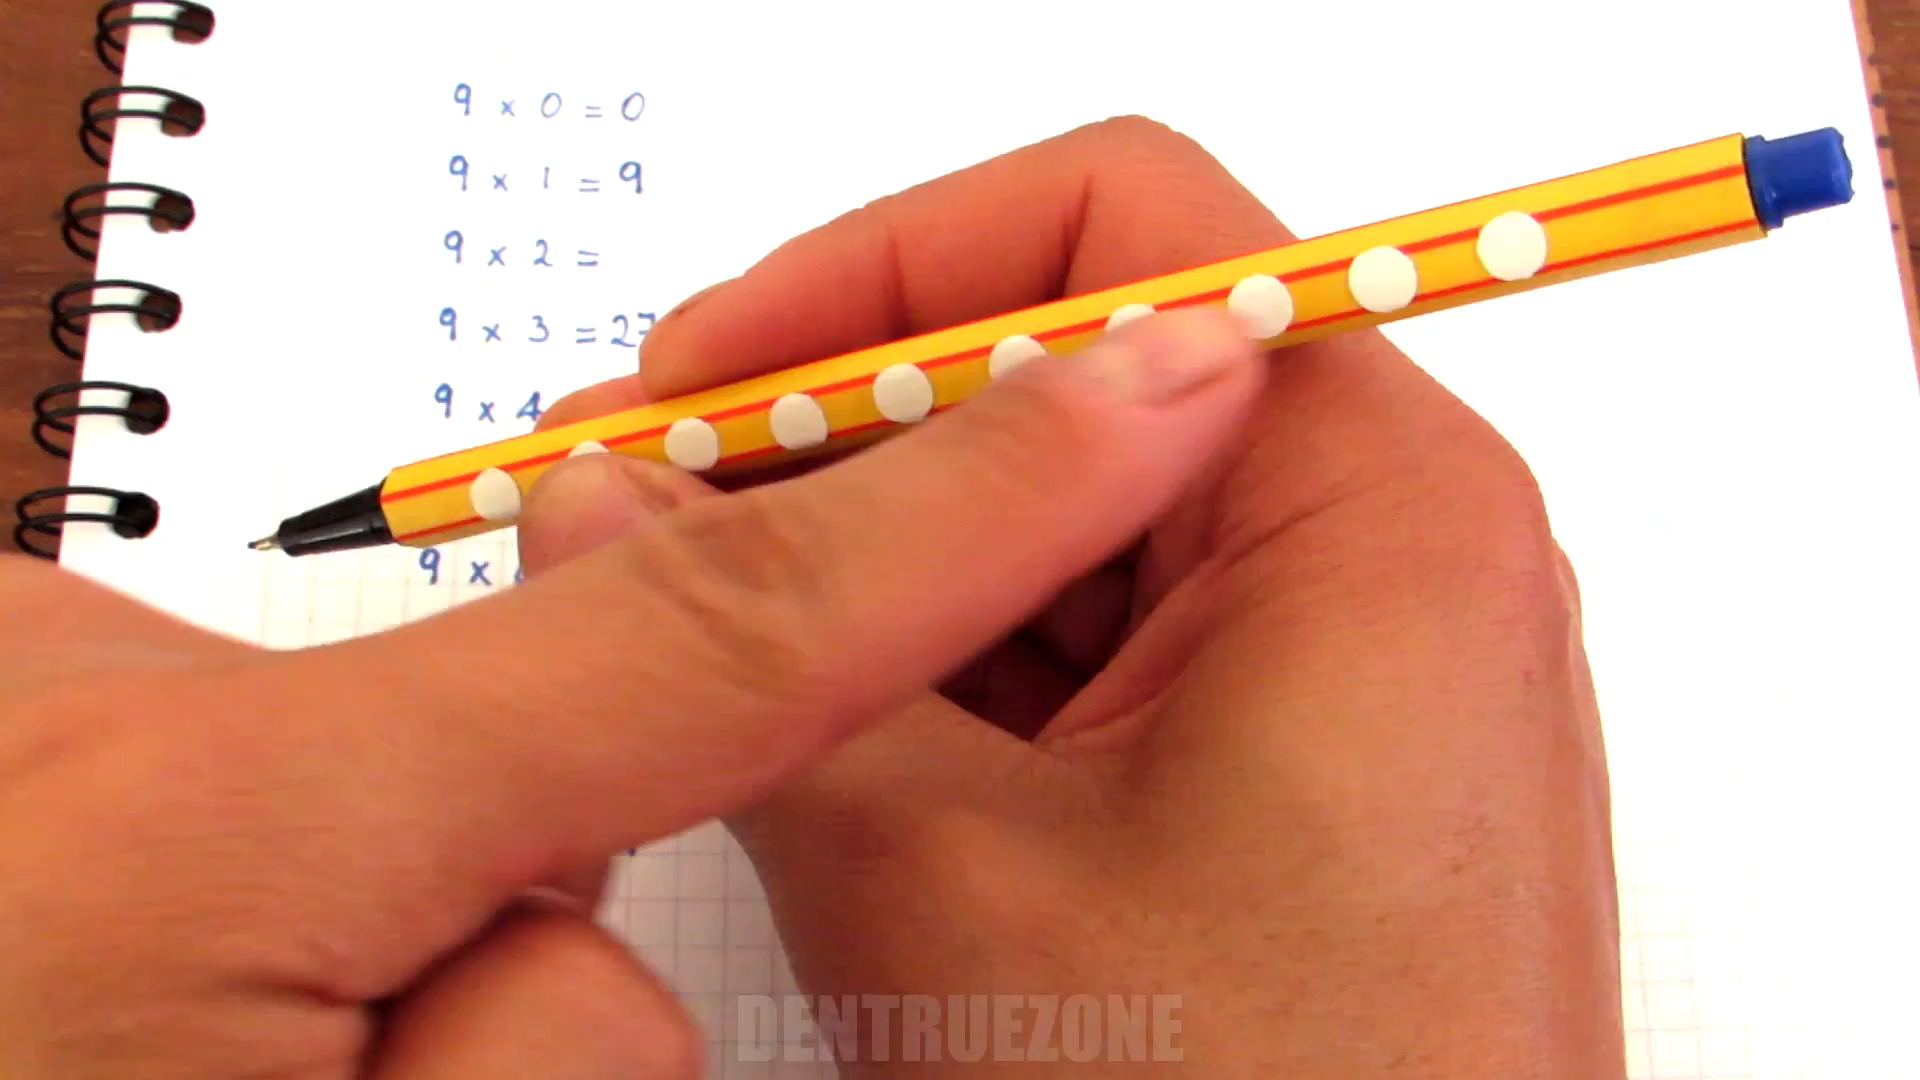 9 x 0 = 0
9 x 1 = 9
9 x 2 =
9 x 3 = 27
9 x 4
9 x
DENTRUEZONE